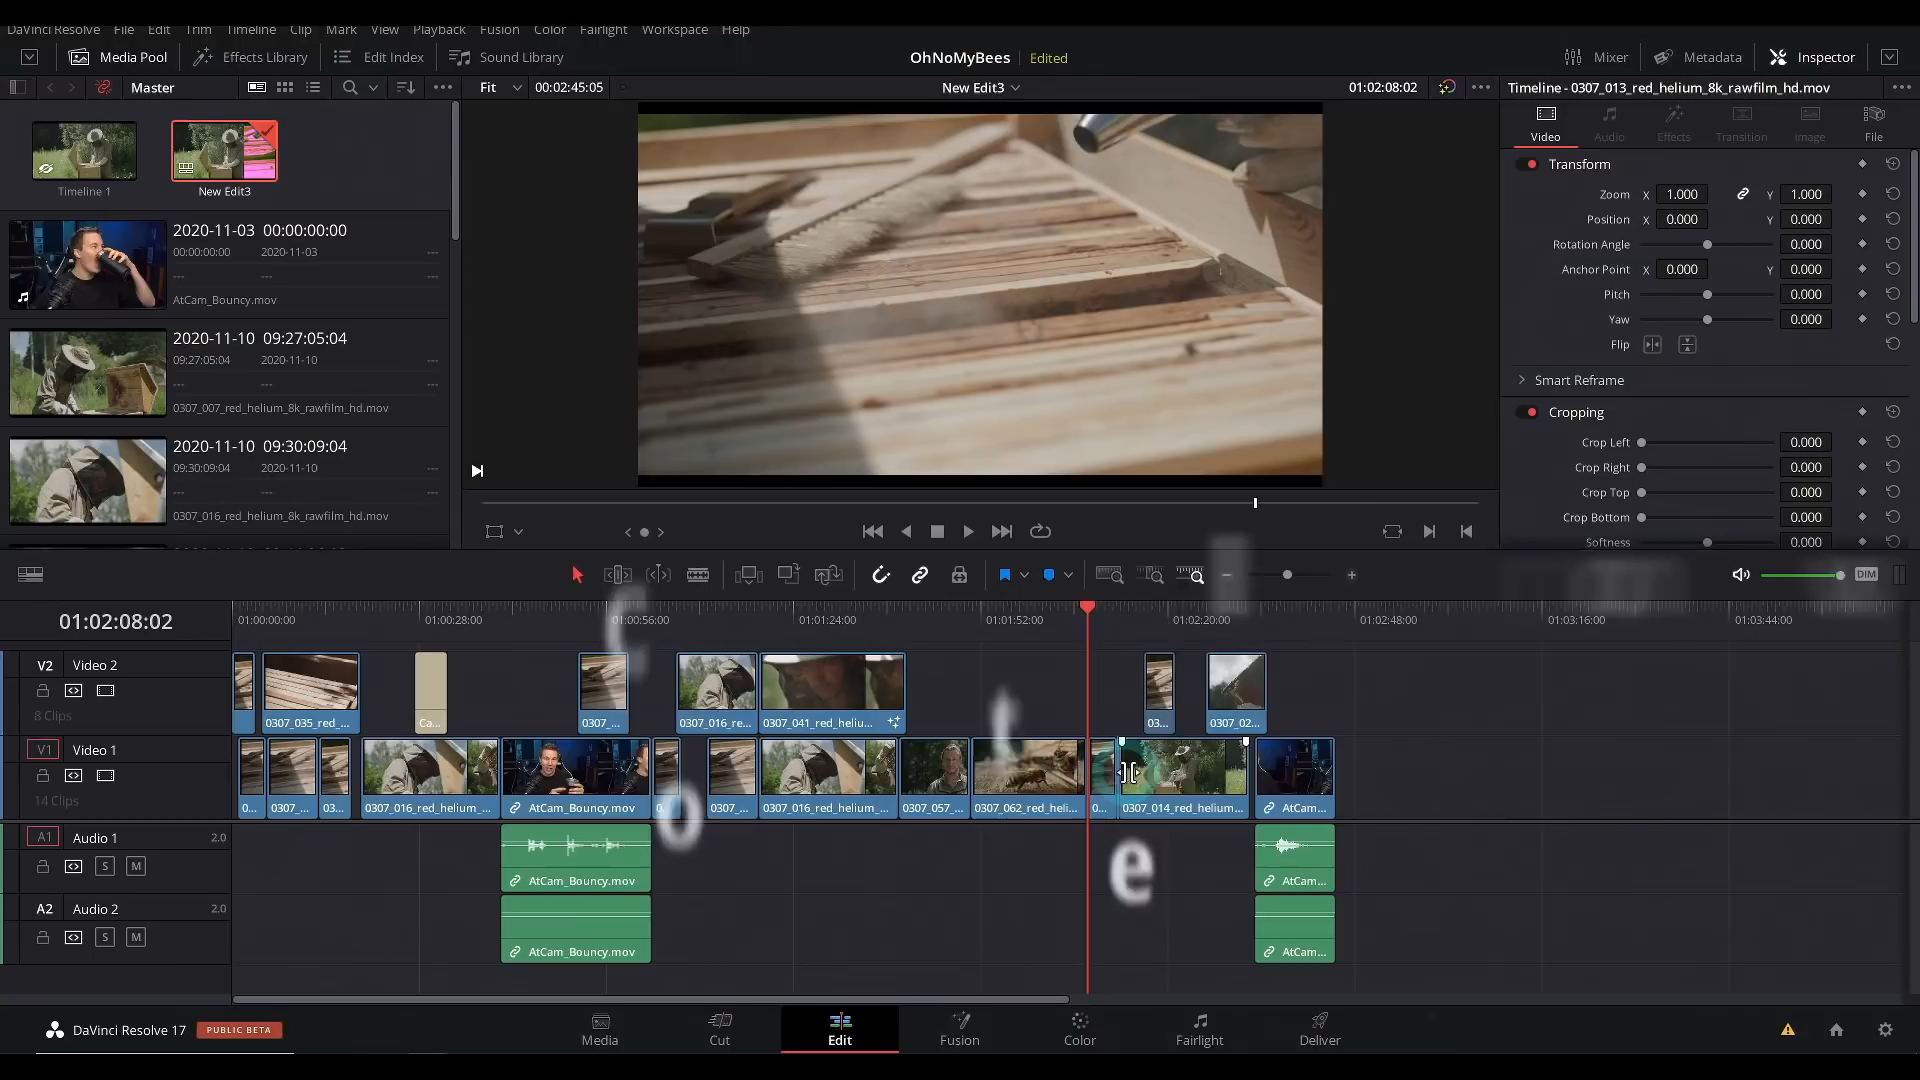 DaVinci Resolve File Edit Trim Timeline Clip Mark View Playback Fusion Color Fairlight Workspace Help
Media Pool Effects Library Edit Index Sound Library OhNoMyBees Edited Mixer Metadata Inspector
Master Fit 00:02:45:05 New Edit3 01:02:08:02 Timeline - 0307_013_red_helium_8k_rawfilm_hd.mov
Video Audio Effects Transition Image File
Timeline 1 New Edit3
Transform
Zoom X 1.000 Y 1.000
Position X 0.000 Y 0.000
Rotation Angle 0.000
Anchor Point X 0.000 Y 0.000
Pitch 0.000
Yaw 0.000
Flip
Smart Reframe
Cropping
Crop Left 0.000
Crop Right 0.000
Crop Top 0.000
Crop Bottom 0.000
Softness 0.000
2020-11-03 00:00:00:00
00:00:00:00 2020-11-03 ---
--- ---
AtCam_Bouncy.mov
2020-11-10 09:27:05:04
09:27:05:04 2020-11-10 ---
--- ---
0307_007_red_helium_8k_rawfilm_hd.mov
2020-11-10 09:30:09:04
09:30:09:04 2020-11-10 ---
--- ---
0307_016_red_helium_8k_rawfilm_hd.mov
DIM
01:02:08:02 01:00:00:00 01:00:28:00 01:00:56:00 01:01:24:00 01:01:52:00 01:02:20:00 01:02:48:00 01:03:16:00 01:03:44:00
C
t
o
e
V2 Video 2
8 Clips
0307_035_red_... Ca... 0307_... 0307_016_re... 0307_041_red_heliu... 03... 0307_02...
V1 Video 1
14 Clips
0... 0307_... 03... 0307_016_red_helium_... AtCam_Bouncy.mov 0. 0307_... 0307_016_red_helium_... 0307_057_... 0307_062_red_heli... 0... 0307_014_red_helium... AtCam...
A1 Audio 1 2.0
S M
AtCam_Bouncy.mov AtCam...
A2 Audio 2 2.0
S M
AtCam_Bouncy.mov AtCam...
DaVinci Resolve 17 PUBLIC BETA
Media Cut Edit Fusion Color Fairlight Deliver